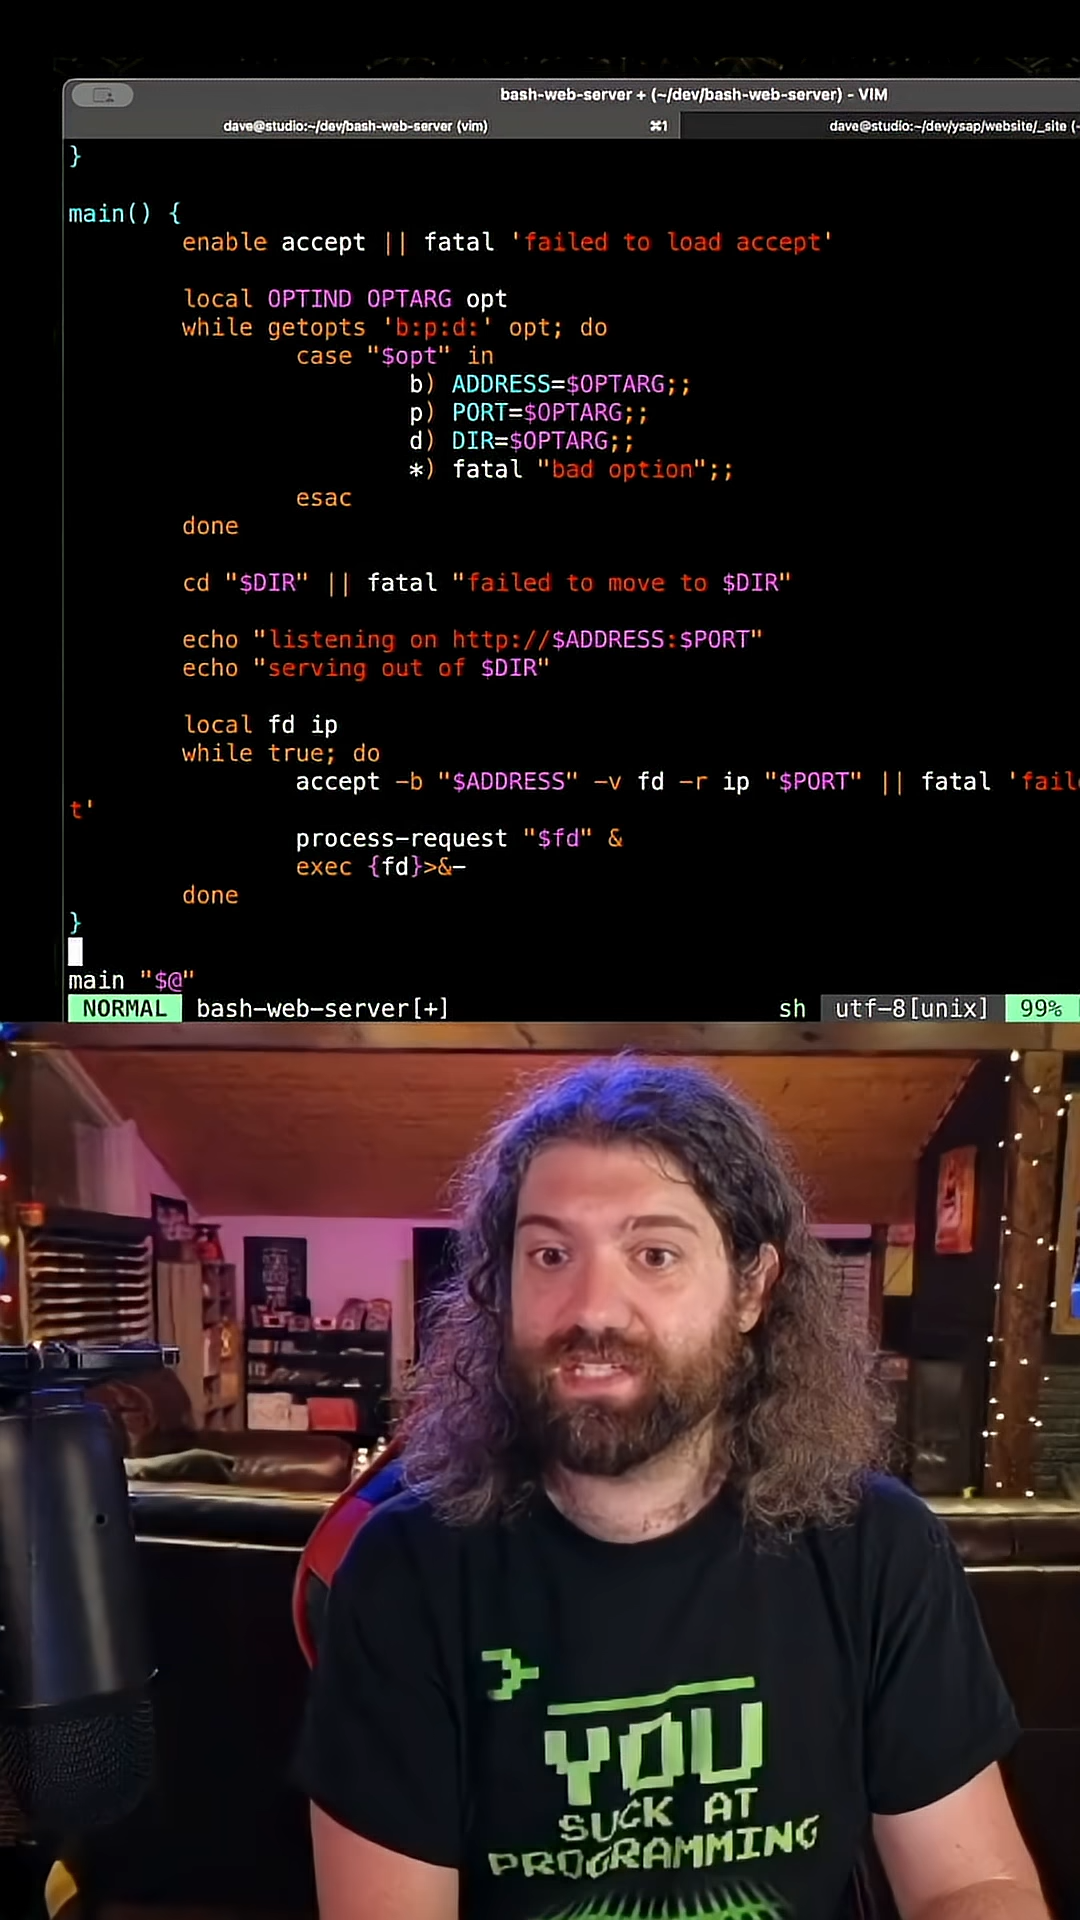 bash-web-server + (~/dev/bash-web-server) - VIM
dave@studio:~/dev/bash-web-server (vim) ⌘1 dave@studio:~/dev/ysap/website/_site (-
}
main() {
enable accept || fatal 'failed to load accept'
local OPTIND OPTARG opt
while getopts 'b:p:d:' opt; do
case "$opt" in
b) ADDRESS=$OPTARG;;
p) PORT=$OPTARG;;
d) DIR=$OPTARG;;
*) fatal "bad option";;
esac
done
cd "$DIR" || fatal "failed to move to $DIR"
echo "listening on http://$ADDRESS:$PORT"
echo "serving out of $DIR"
local fd ip
while true; do
accept -b "$ADDRESS" -v fd -r ip "$PORT" || fatal 'fail
t'
process-request "$fd" &
exec {fd}>&-
done
}
main "$@"
NORMAL bash-web-server[+] sh utf-8[unix] 99%
>_
YOU
SUCK AT
PROGRAMMING